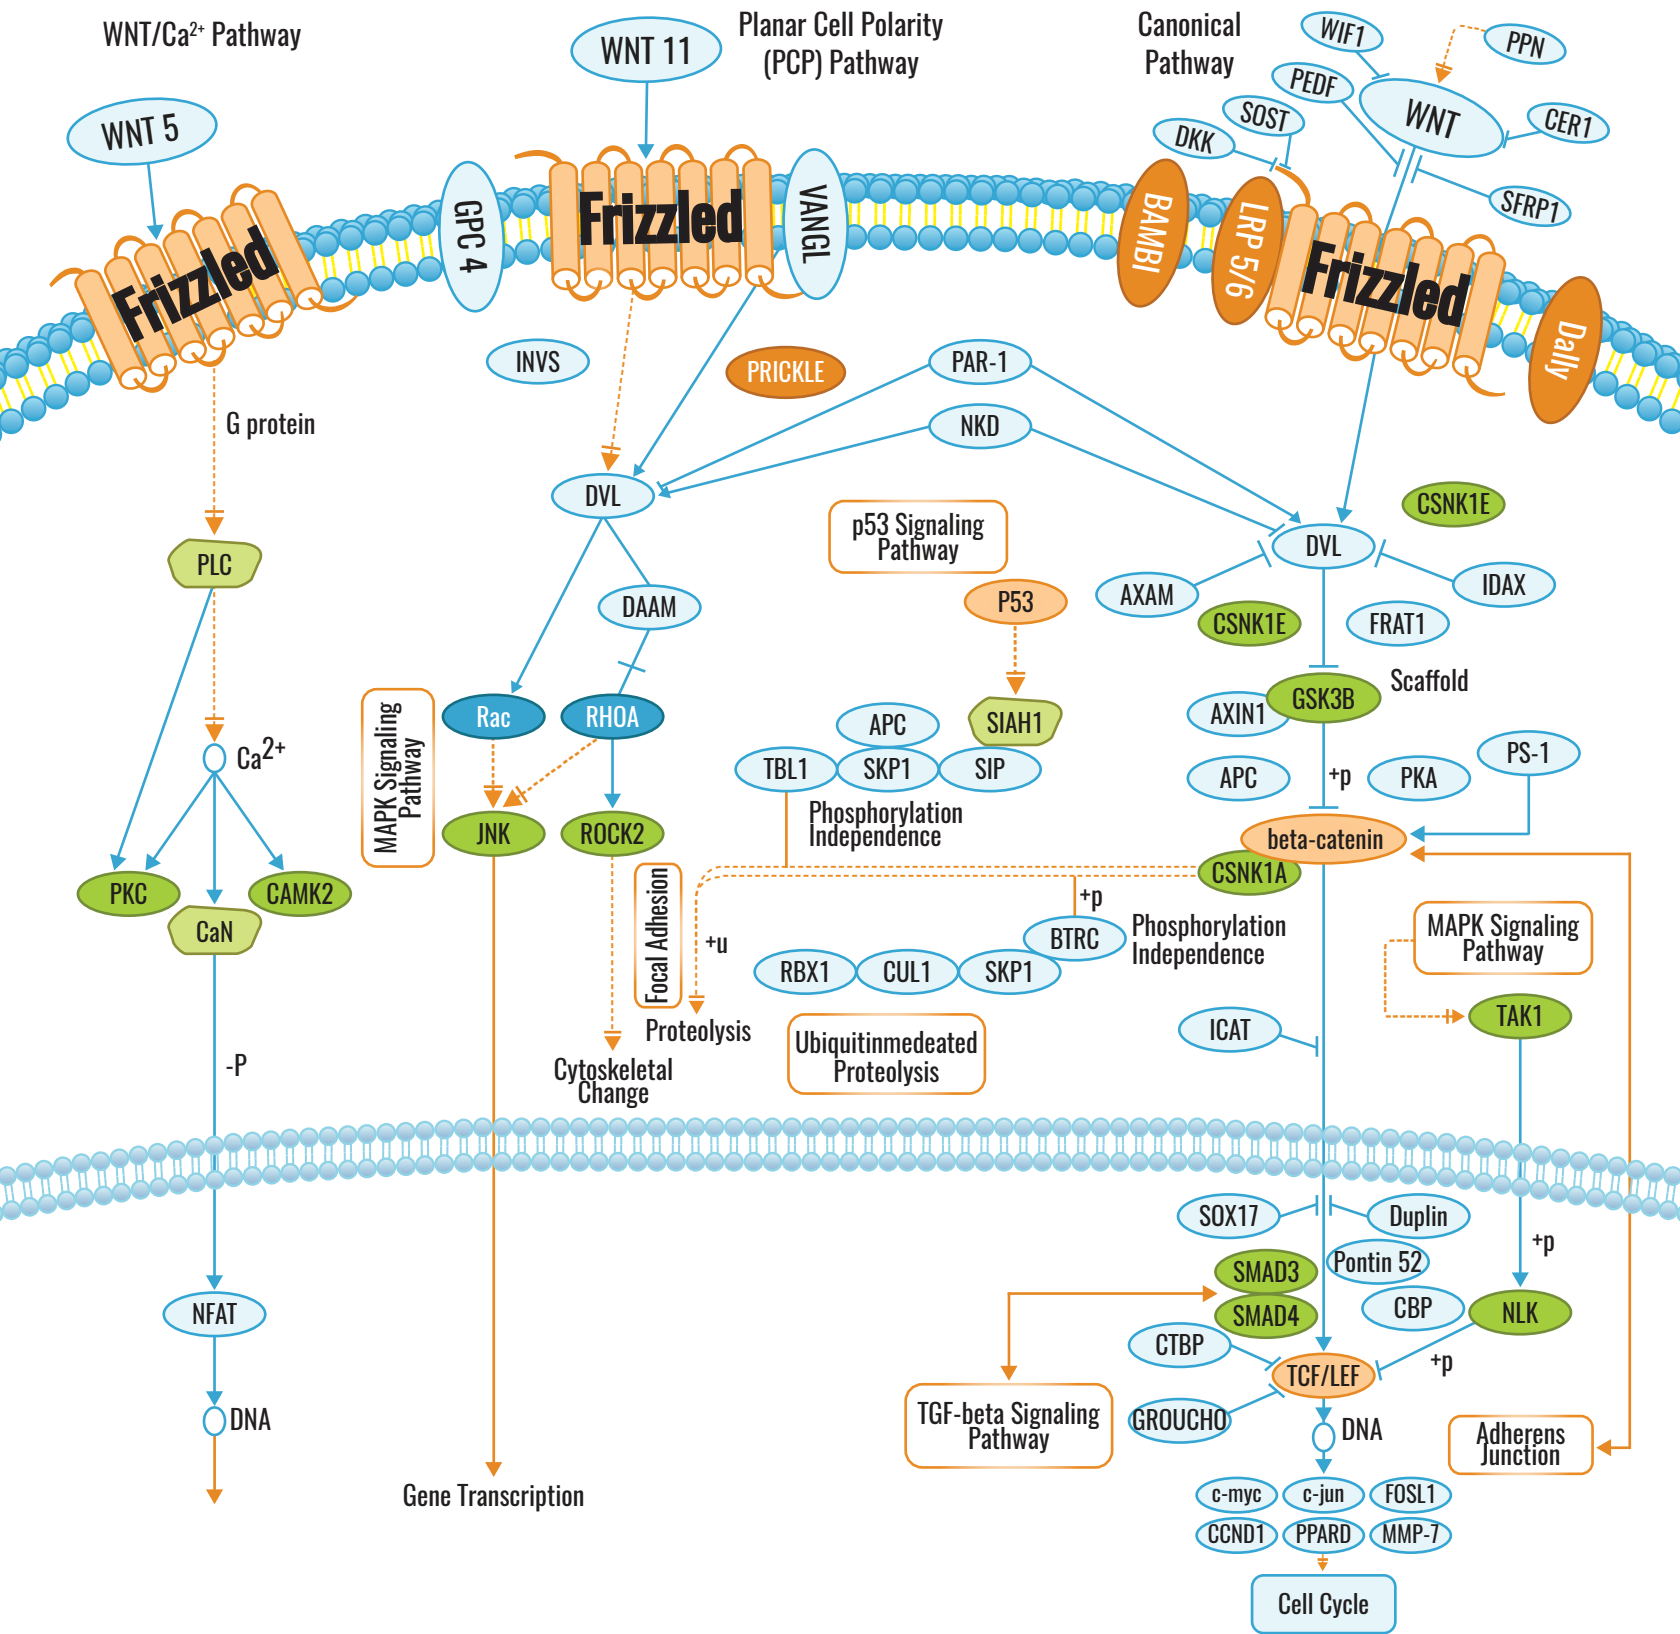 WNT/Ca2+ Pathway
WNT 11
Planar Cell Polarity
(PCP) Pathway
Canonical
Pathway
WIF1
PPN
PEDF
WNT
SOST
DKK
CER1
SFRP1
WNT 5
Frizzled
GPC 4
Frizzled
VANGL
BAMBI
LRP 5/6
Frizzled
Dally
INVS
PRICKLE
PAR-1
NKD
G protein
DVL
PLC
p53 Signaling
Pathway
P53
CSNK1E
DVL
AXAM
IDAX
CSNK1E
FRAT1
DAAM
Scaffold
GSK3B
AXIN1
MAPK Signaling
Pathway
Rac
RHOA
APC
SIAH1
TBL1
SKP1
SIP
Phosphorylation
Independence
Ca2+
APC
+p
PKA
PS-1
JNK
ROCK2
beta-catenin
CSNK1A
PKC
CAMK2
CaN
Focal Adhesion
+u
+p
BTRC
Phosphorylation
Independence
RBX1
CUL1
SKP1
MAPK Signaling
Pathway
TAK1
Proteolysis
Ubiquitinmedeated
Proteolysis
ICAT
Cytoskeletal
Change
-P
SOX17
Duplin
Pontin 52
+p
SMAD3
SMAD4
CBP
NLK
NFAT
CTBP
TCF/LEF
+p
GROUCHO
TGF-beta Signaling
Pathway
DNA
DNA
Adherens
Junction
Gene Transcription
c-myc
c-jun
FOSL1
CCND1
PPARD
MMP-7
Cell Cycle